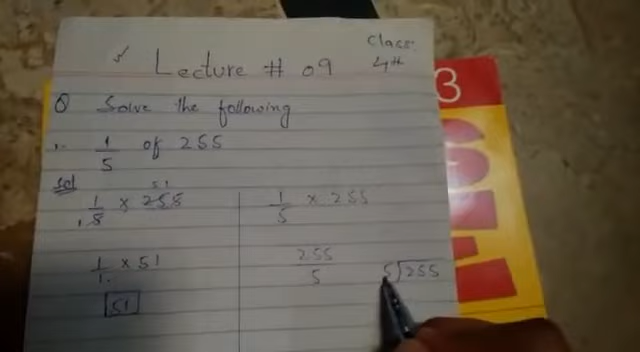 Class:
4th
Lecture # 09
Q Solve the following
1/5 of 255
Sol
51
1/5 × 255
1
1/1 × 51
51
1/5 × 255
255/5
5)255
3